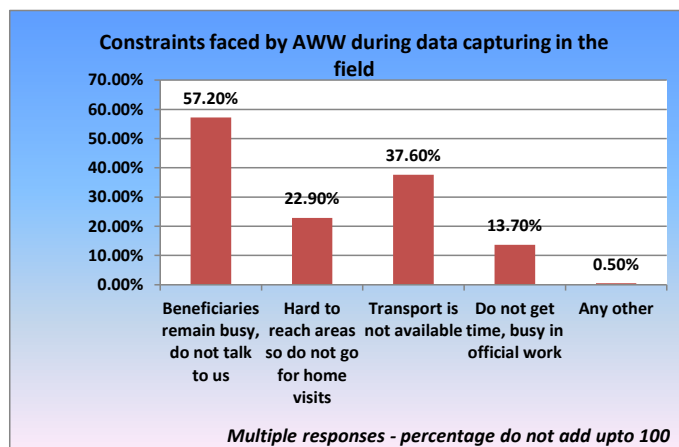 Constraints faced by AWW during data capturing in the
field
70.00%
60.00%
50.00%
40.00%
30.00%
20.00%
10.00%
0.00%
57.20%
22.90%
37.60%
13.70%
0.50%
Beneficiaries
remain busy,
do not talk
to us
Hard to
reach areas
so do not go
for home
visits
Transport is
not available
Do not get
time, busy in
official work
Any other
Multiple responses - percentage do not add upto 100